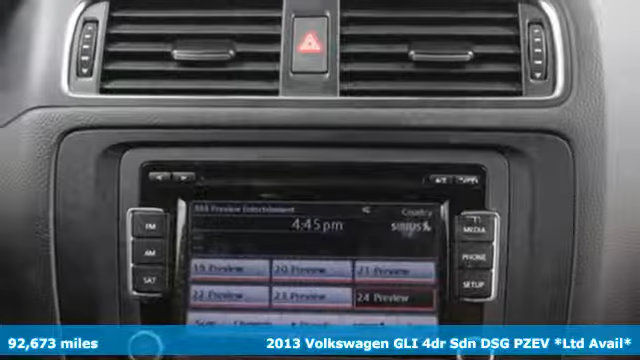 888 Preview Entertainment
Country
4:45 pm
SIRIUS
FM
AM
SAT
MEDIA
PHONE
SETUP
19 Preview 20 Preview 21 Preview
22 Preview 23 Preview 24 Preview
92,673 miles 2013 Volkswagen GLI 4dr Sdn DSG PZEV *Ltd Avail*